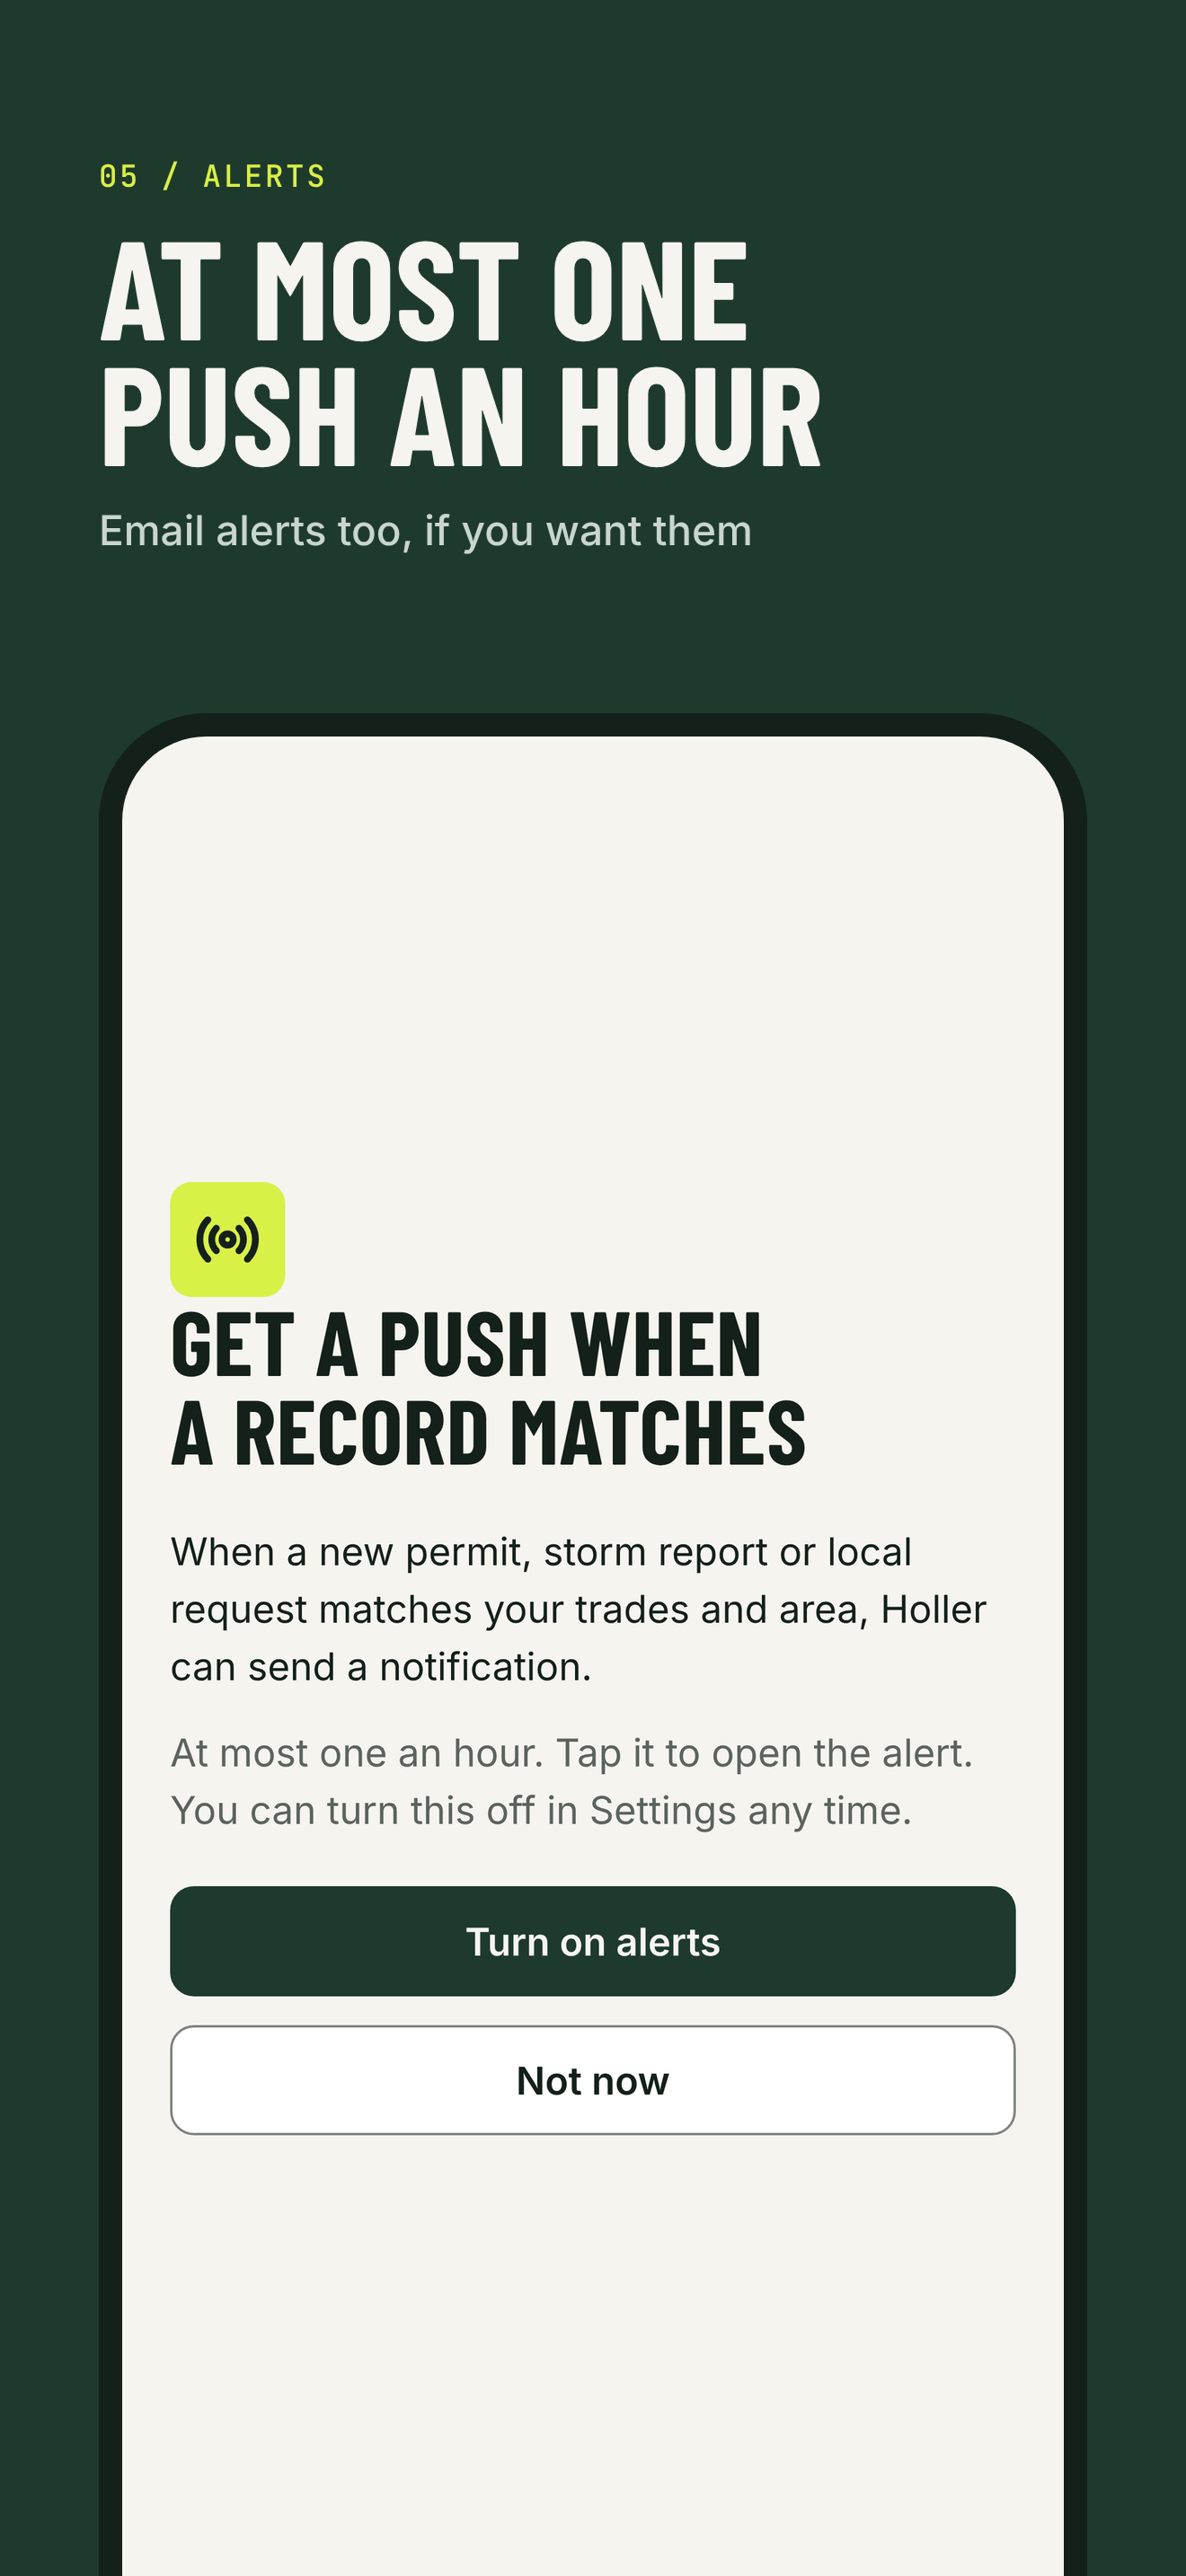 05 / ALERTS
AT MOST ONE
PUSH AN HOUR
Email alerts too, if you want them
GET A PUSH WHEN
A RECORD MATCHES
When a new permit, storm report or local
request matches your trades and area, Holler
can send a notification.
At most one an hour. Tap it to open the alert.
You can turn this off in Settings any time.
Turn on alerts
Not now